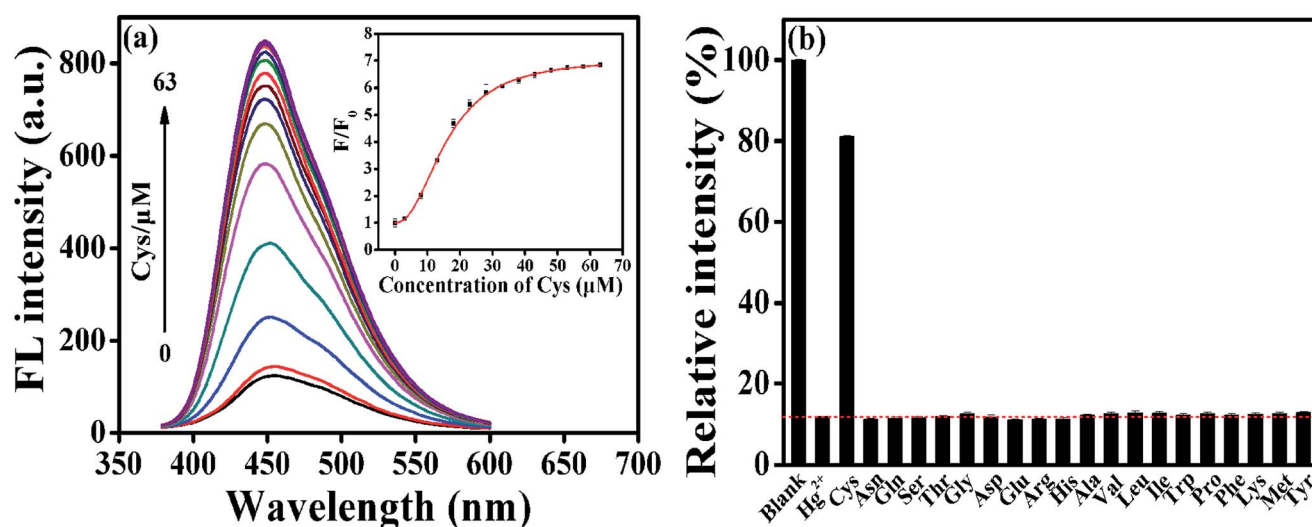 (a)
FL intensity (a.u.)
800
600
400
200
0
350 400 450 500 550 600 650 700
Wavelength (nm)
63
Cys/μM
0
F/F0
8
7
6
5
4
3
2
1
0
0 10 20 30 40 50 60 70
Concentration of Cys (μM)
(b)
Relative intensity (%)
100
80
60
40
20
0
Blank
Hg2+
Cys
Asn
Gln
Ser
Thr
Gly
Asp
Glu
Arg
His
Ala
Val
Leu
Ile
Trp
Pro
Phe
Lys
Met
Tyr